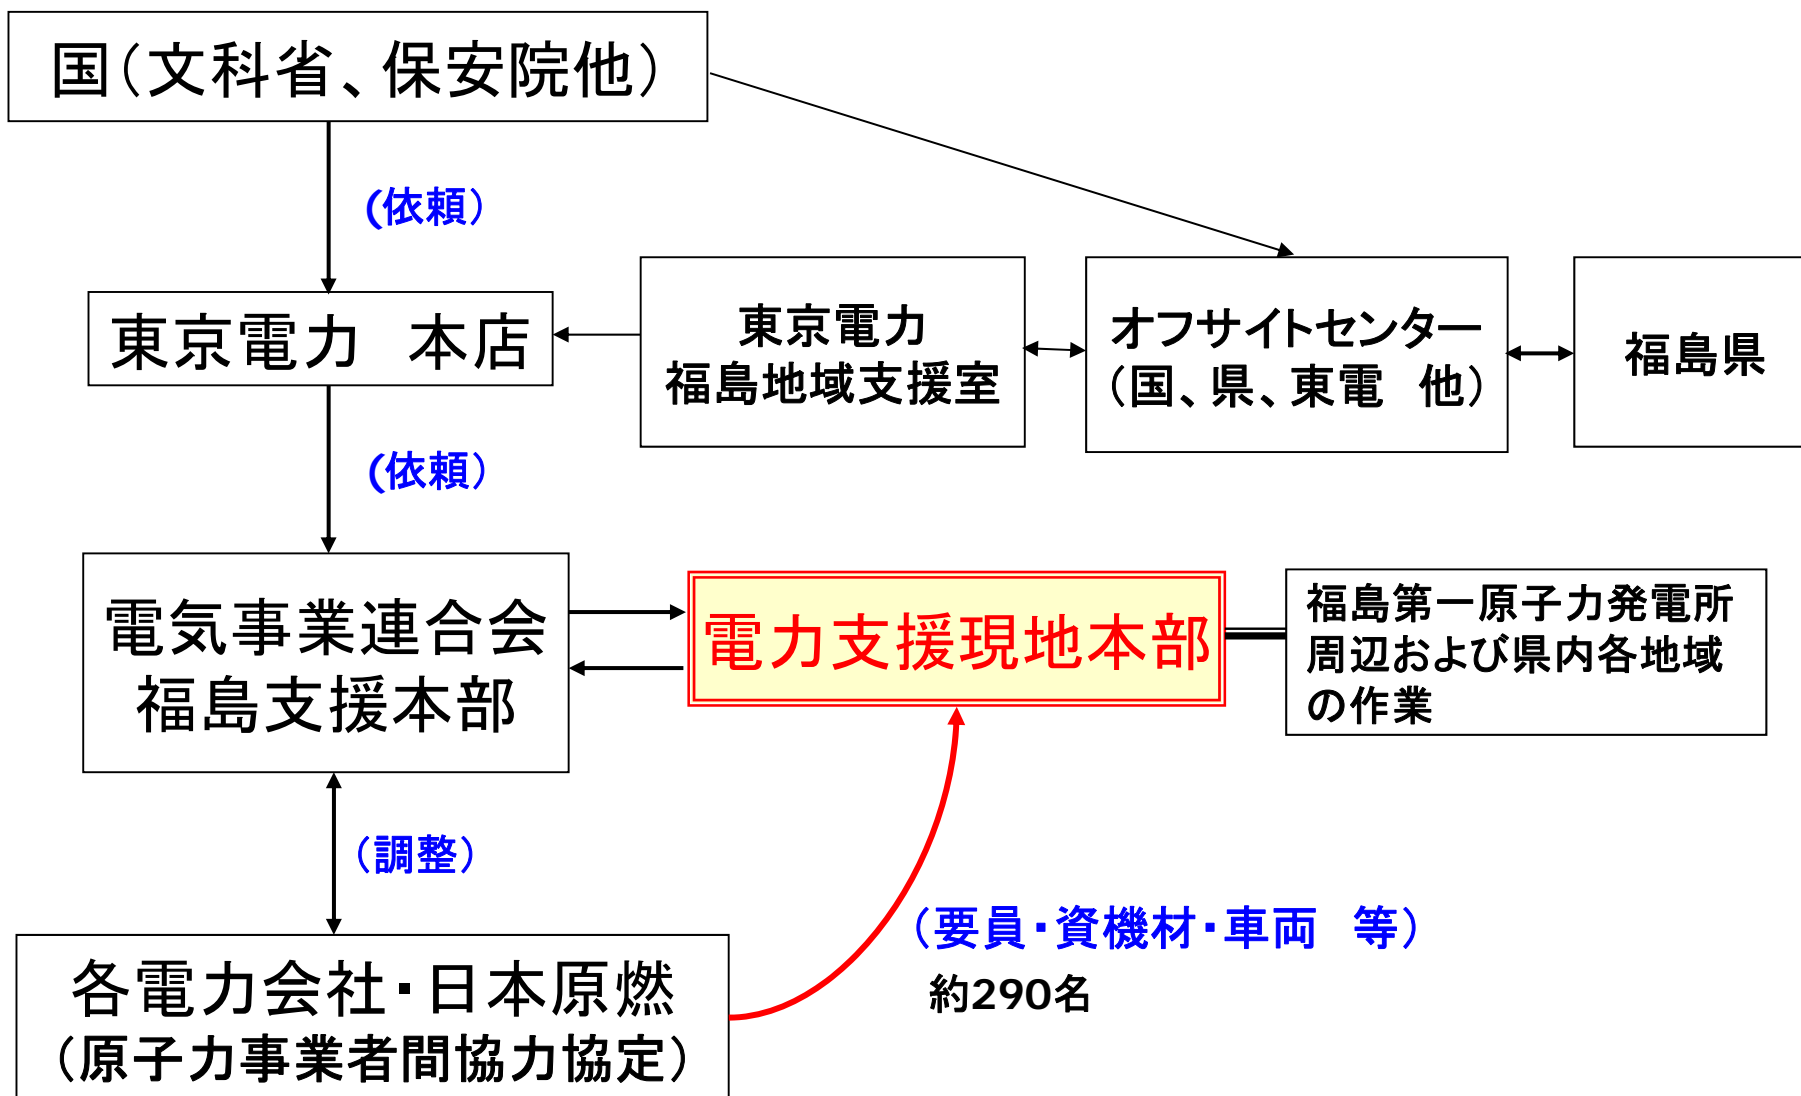 国（文科省、保安院他）
(依頼）
東京電力　本店
東京電力
福島地域支援室
オフサイトセンター
（国、県、東電　他）
福島県
(依頼）
電気事業連合会
福島支援本部
電力支援現地本部
福島第一原子力発電所
周辺および県内各地域
の作業
（調整）
（要員・資機材・車両　等）
約290名
各電力会社・日本原燃
（原子力事業者間協力協定）